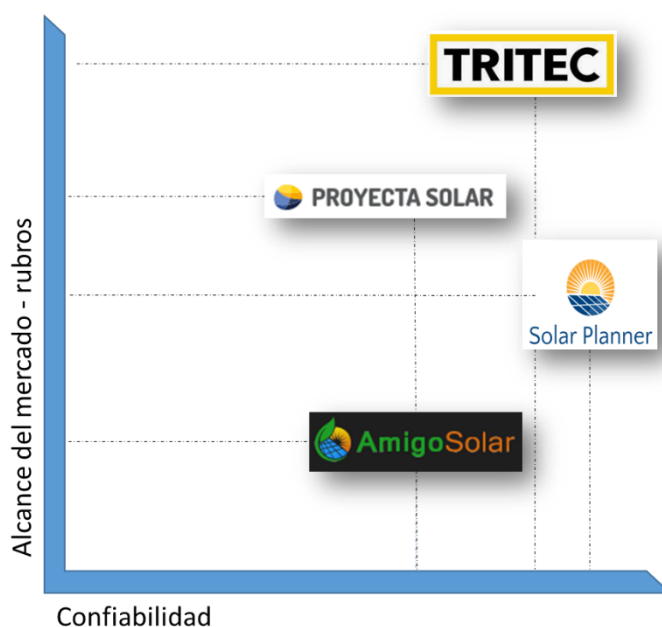 TRITEC
PROYECTA SOLAR
Solar Planner
AmigoSolar
Alcance del mercado - rubros
Confiabilidad